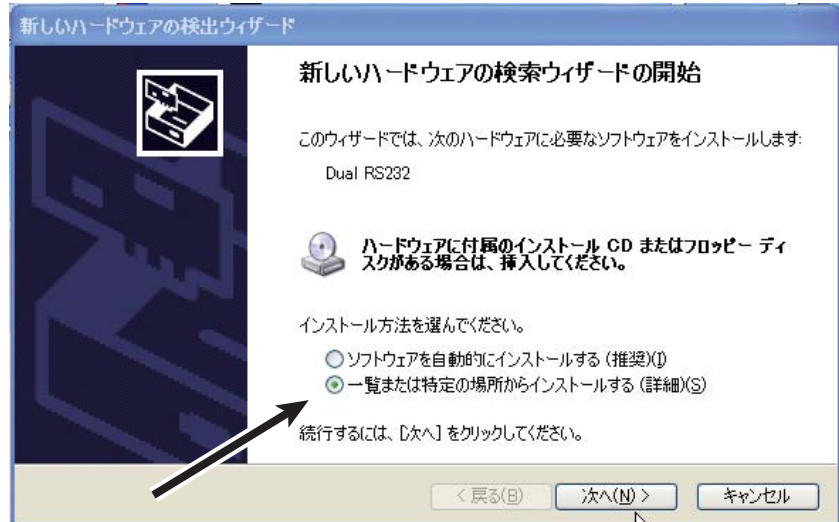 新しいハードウェアの検出ウィザード
新しいハードウェアの検索ウィザードの開始
このウィザードでは、次のハードウェアに必要なソフトウェアをインストールします:
Dual RS232
ハードウェアに付属のインストール CD またはフロッピー ディ
スクがある場合は、挿入してください。
インストール方法を選んでください。
ソフトウェアを自動的にインストールする (推奨)(I)
一覧または特定の場所からインストールする (詳細)(S)
続行するには、[次へ] をクリックしてください。
< 戻る(B) 次へ(N) > キャンセル